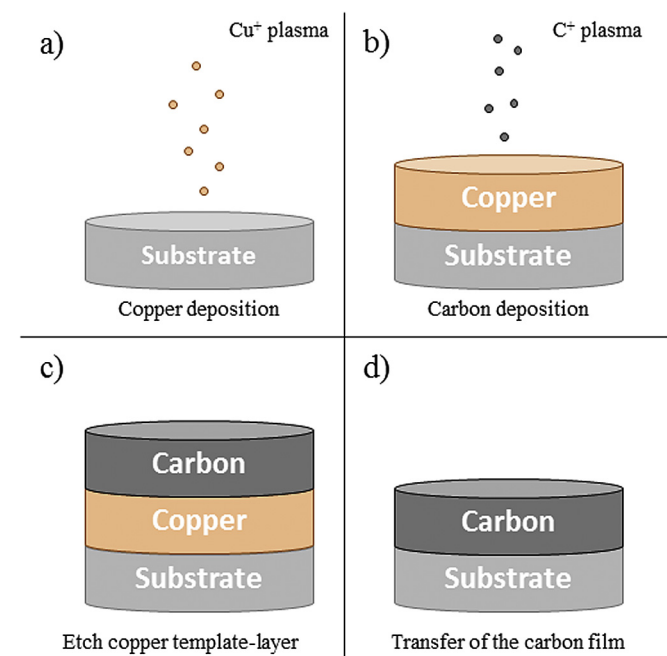 a)
Cu⁺ plasma
Substrate
Copper deposition
b)
C⁺ plasma
Copper
Substrate
Carbon deposition
c)
Carbon
Copper
Substrate
Etch copper template-layer
d)
Carbon
Substrate
Transfer of the carbon film